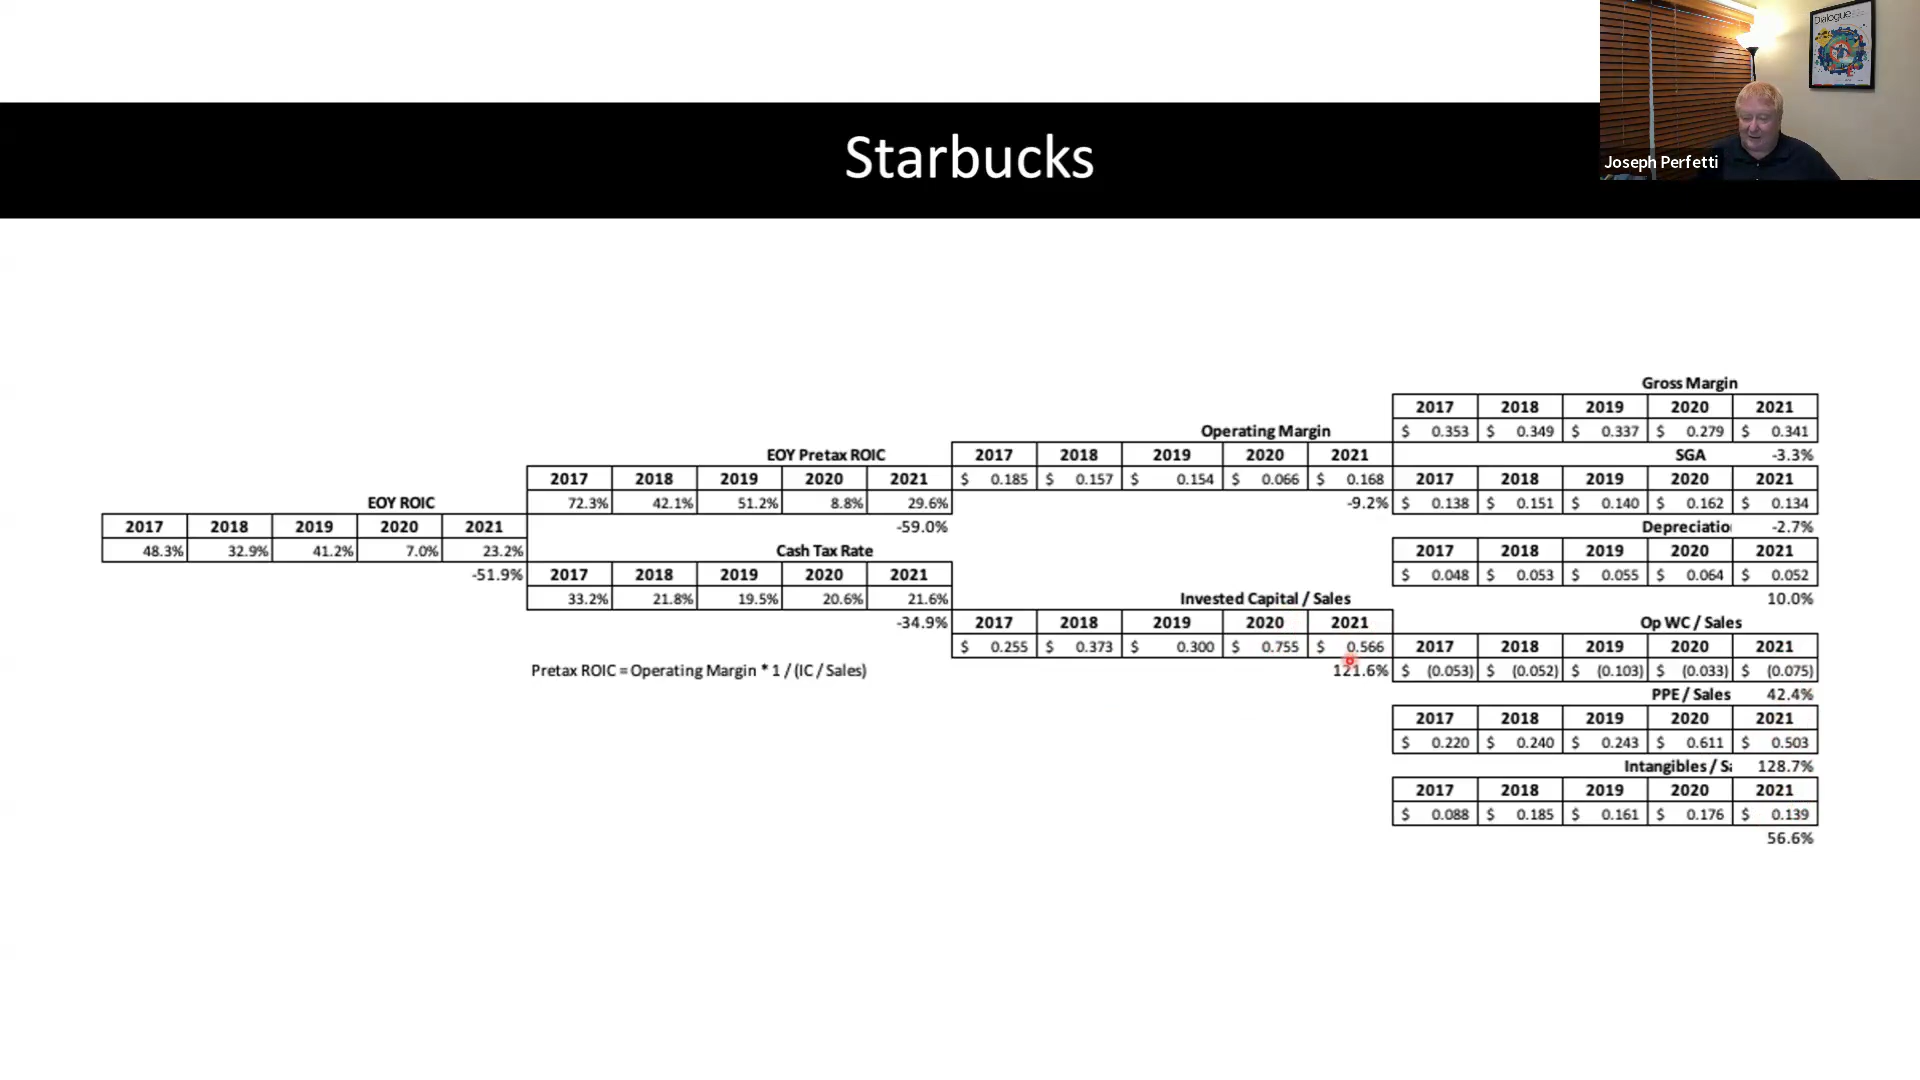 Dialogue
Joseph Perfetti
Starbucks
Gross Margin
2017 2018 2019 2020 2021
$ 0.353 $ 0.349 $ 0.337 $ 0.279 $ 0.341
-3.3%
Operating Margin
2017 2018 2019 2020 2021
$ 0.185 $ 0.157 $ 0.154 $ 0.066 $ 0.168
-9.2%
SGA
2017 2018 2019 2020 2021
$ 0.138 $ 0.151 $ 0.140 $ 0.162 $ 0.134
-2.7%
EOY Pretax ROIC
2017 2018 2019 2020 2021
72.3% 42.1% 51.2% 8.8% 29.6%
-59.0%
Depreciatio
2017 2018 2019 2020 2021
$ 0.048 $ 0.053 $ 0.055 $ 0.064 $ 0.052
10.0%
EOY ROIC
2017 2018 2019 2020 2021
48.3% 32.9% 41.2% 7.0% 23.2%
-51.9%
Cash Tax Rate
2017 2018 2019 2020 2021
33.2% 21.8% 19.5% 20.6% 21.6%
-34.9%
Invested Capital / Sales
2017 2018 2019 2020 2021
$ 0.255 $ 0.373 $ 0.300 $ 0.755 $ 0.566
121.6%
Op WC / Sales
2017 2018 2019 2020 2021
$ (0.053) $ (0.052) $ (0.103) $ (0.033) $ (0.075)
42.4%
Pretax ROIC = Operating Margin * 1 / (IC / Sales)
PPE / Sales
2017 2018 2019 2020 2021
$ 0.220 $ 0.240 $ 0.243 $ 0.611 $ 0.503
128.7%
Intangibles / Sa
2017 2018 2019 2020 2021
$ 0.088 $ 0.185 $ 0.161 $ 0.176 $ 0.139
56.6%